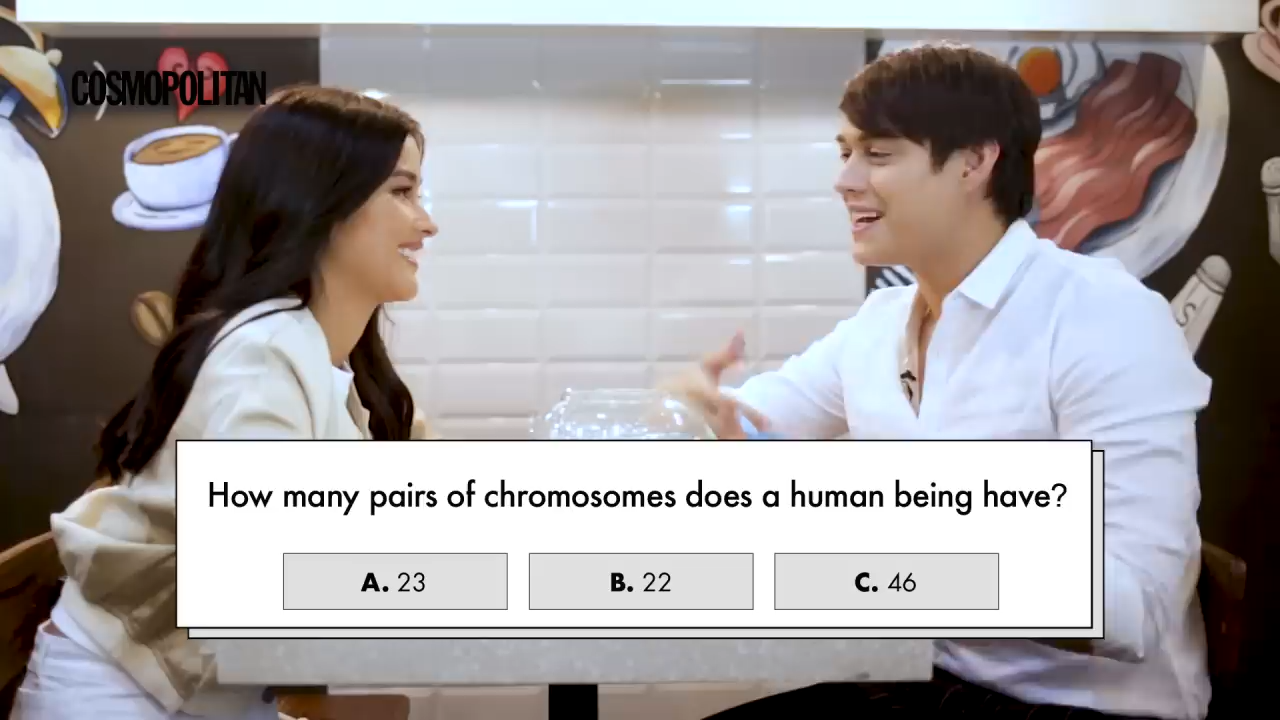 COSMOPOLITAN
How many pairs of chromosomes does a human being have?
A. 23
B. 22
C. 46
S